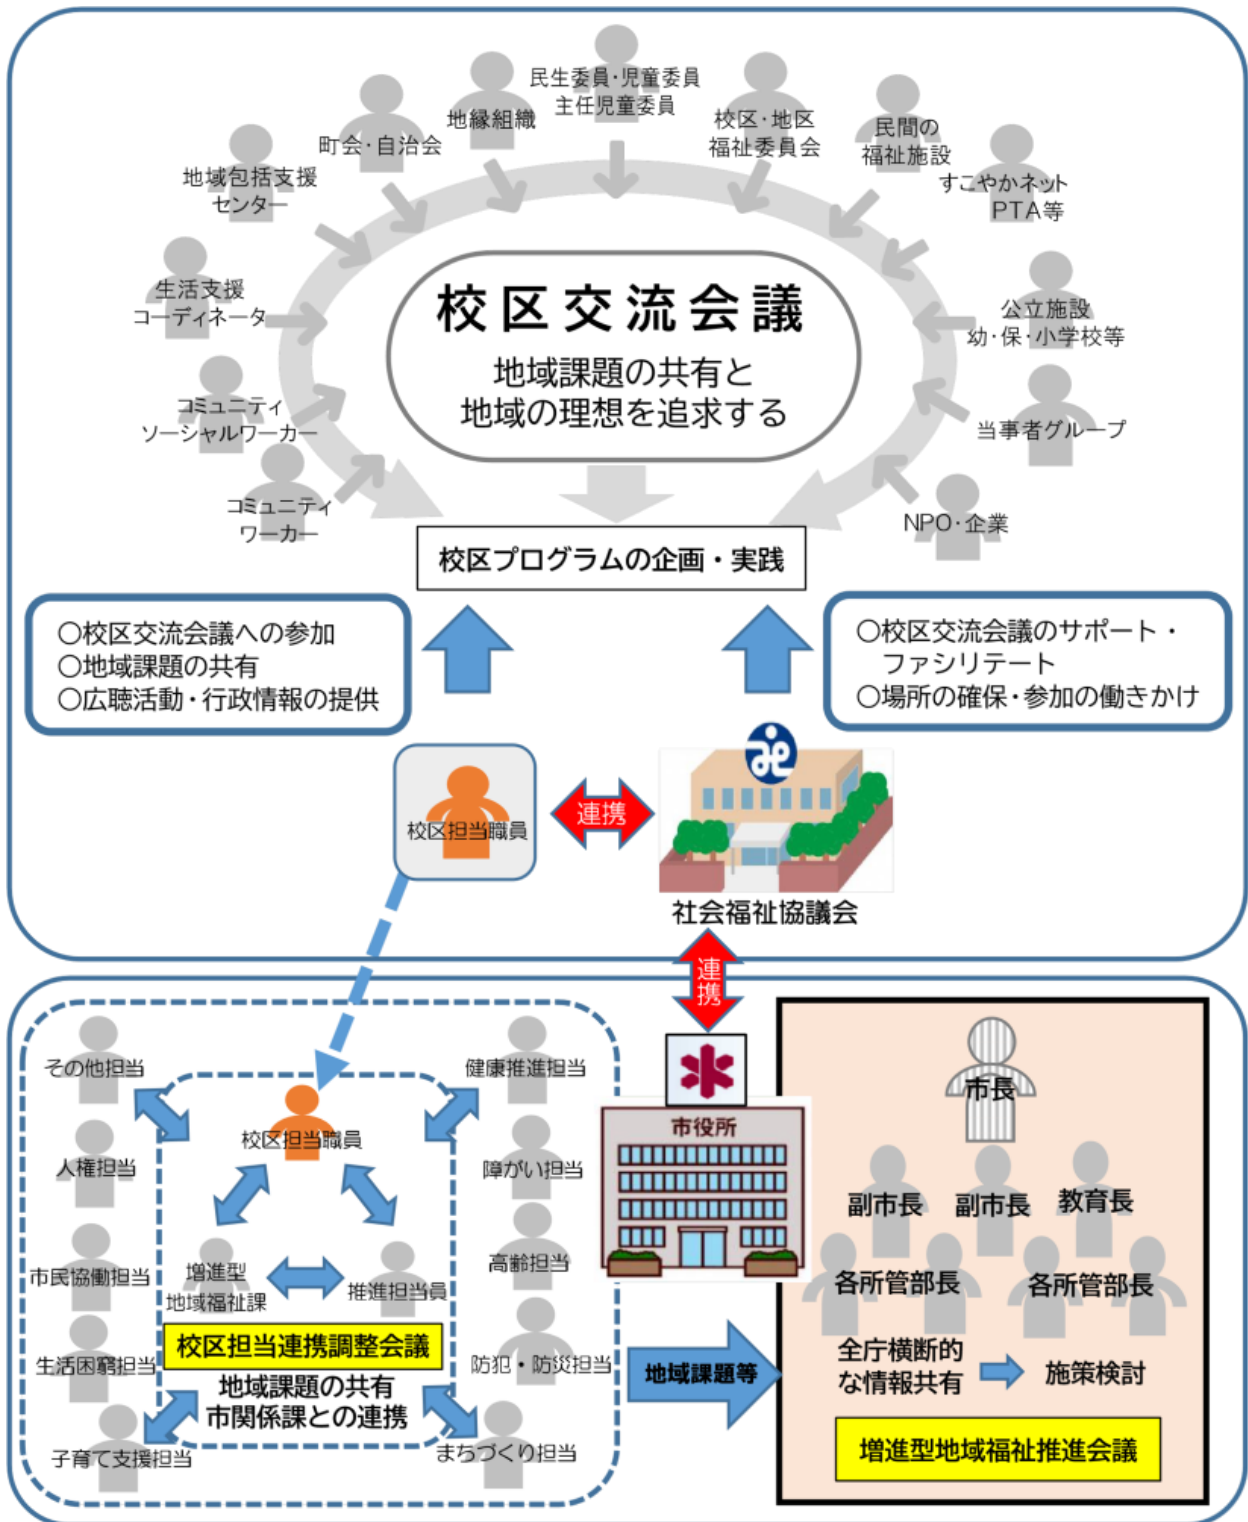 民生委員・児童委員
主任児童委員
地縁組織
校区・地区
福祉委員会
町会・自治会
民間の
福祉施設
地域包括支援
センター
すこやかネット
PTA等
生活支援
コーディネータ
公立施設
幼・保・小学校等
コミュニティ
ソーシャルワーカー
当事者グループ
コミュニティ
ワーカー
NPO・企業
校区交流会議
地域課題の共有と
地域の理想を追求する
校区プログラムの企画・実践
〇校区交流会議への参加
〇地域課題の共有
〇広聴活動・行政情報の提供
〇校区交流会議のサポート・
ファシリテート
〇場所の確保・参加の働きかけ
校区担当職員
連携
社会福祉協議会
連携
その他担当
人権担当
市民協働担当
生活困窮担当
子育て支援担当
健康推進担当
障がい担当
高齢担当
防犯・防災担当
まちづくり担当
校区担当職員
増進型
地域福祉課
推進担当員
校区担当連携調整会議
地域課題の共有
市関係課との連携
市役所
地域課題等
市長
副市長
副市長
教育長
各所管部長
各所管部長
全庁横断的
な情報共有
施策検討
増進型地域福祉推進会議